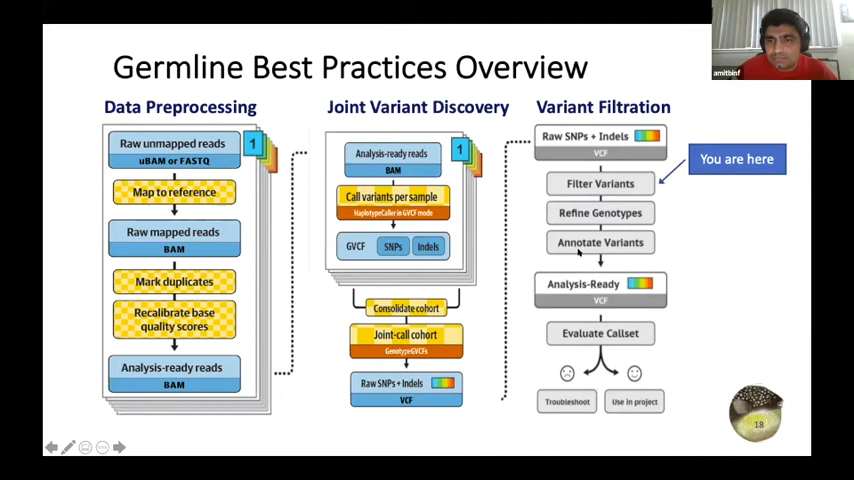 Germline Best Practices Overview
Data Preprocessing
Raw unmapped reads
uBAM or FASTQ
1
Map to reference
Raw mapped reads
BAM
Mark duplicates
Recalibrate base
quality scores
Analysis-ready reads
BAM
Joint Variant Discovery
Analysis-ready reads
BAM
1
Call variants per sample
HaplotypeCaller in GVCF mode
GVCF
SNPs
Indels
Consolidate cohort
Joint-call cohort
GenotypeGVCFs
Raw SNPs + Indels
VCF
Variant Filtration
Raw SNPs + Indels
VCF
You are here
Filter Variants
Refine Genotypes
Annotate Variants
Analysis-Ready
VCF
Evaluate Callset
Troubleshoot
Use in project
18
amitbinf